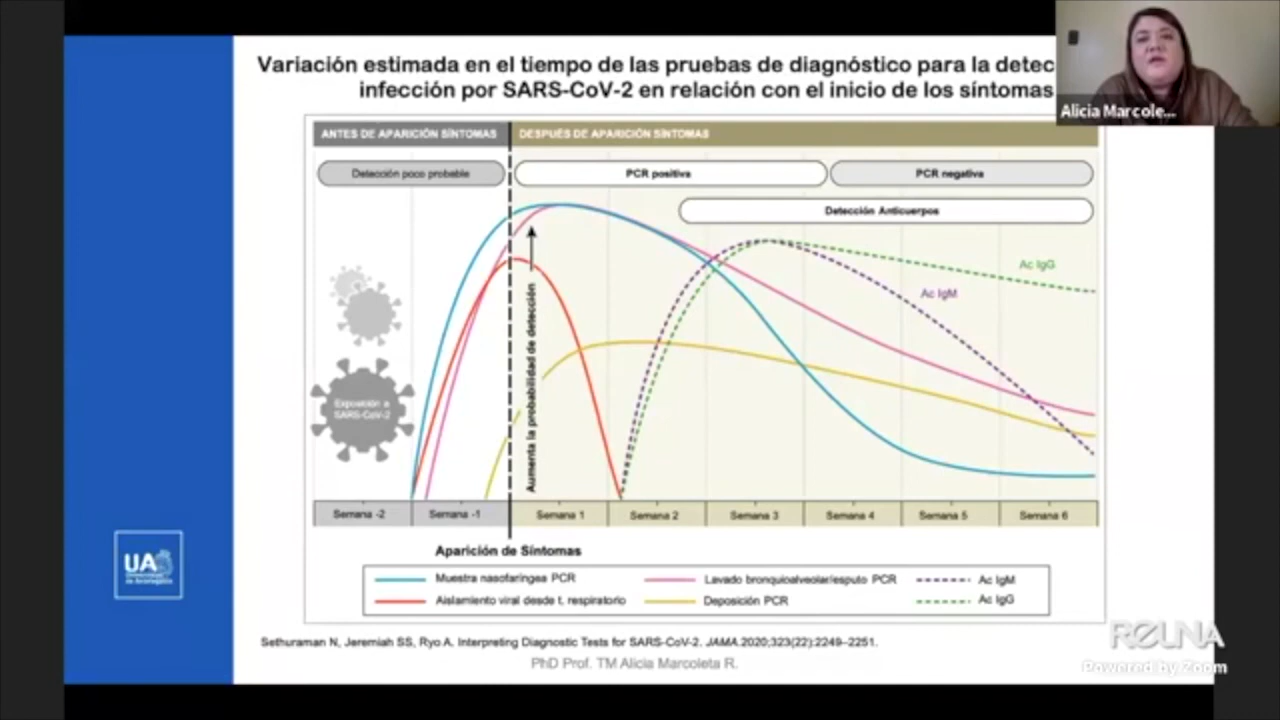 Variación estimada en el tiempo de las pruebas de diagnóstico para la detec
infección por SARS-CoV-2 en relación con el inicio de los síntomas
Alicia Marcole...
ANTES DE APARICIÓN SÍNTOMAS
DESPUÉS DE APARICIÓN SÍNTOMAS
Detección poco probable
PCR positiva
PCR negativa
Detección Anticuerpos
Ac IgG
Ac IgM
Exposición a
SARS-CoV-2
Aumenta la probabilidad de detección
Semana -2
Semana -1
Semana 1
Semana 2
Semana 3
Semana 4
Semana 5
Semana 6
Aparición de Síntomas
Muestra nasofaríngea PCR
Lavado bronquioalveolar/esputo PCR
Ac IgM
Aislamiento viral desde t. respiratorio
Deposición PCR
Ac IgG
UA
Sethuraman N, Jeremiah SS, Ryo A. Interpreting Diagnostic Tests for SARS-CoV-2. JAMA.2020;323(22):2249–2251.
PhD Prof. TM Alicia Marcoleta R.
REUNA
Powered by Zoom